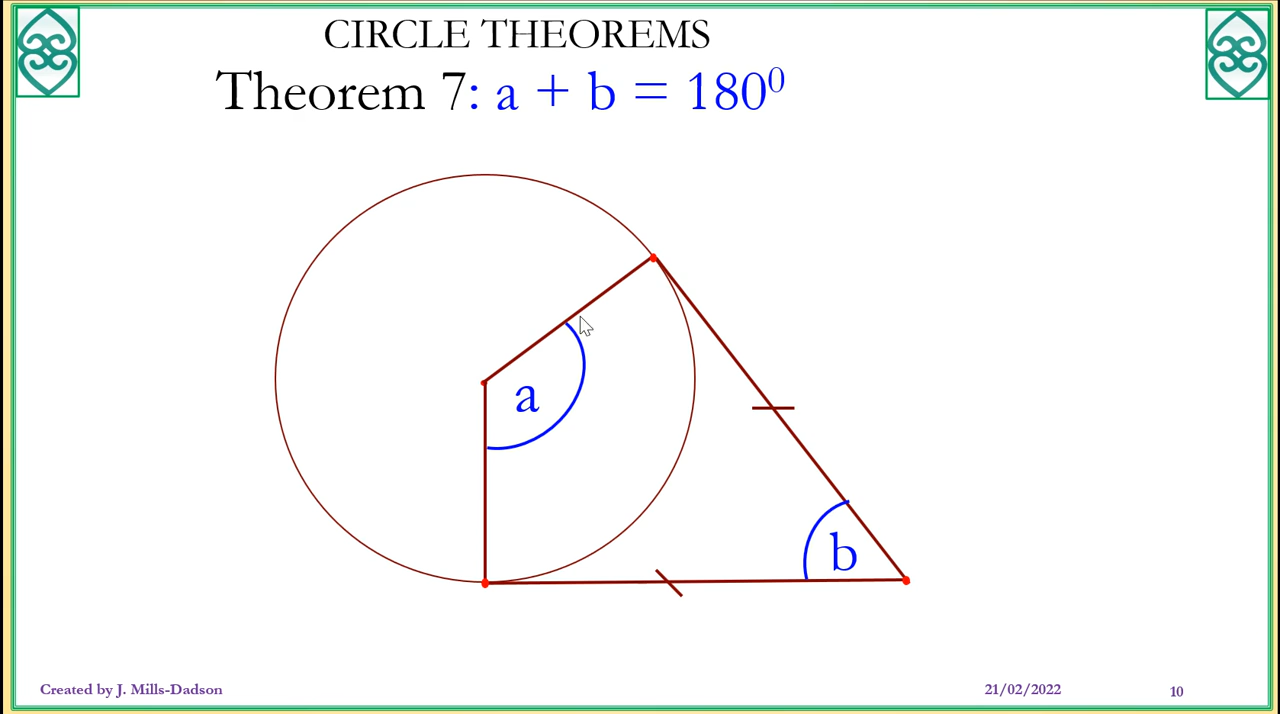 CIRCLE THEOREMS
Theorem 7: a + b = 180⁰
a
b
Created by J. Mills-Dadson
21/02/2022
10